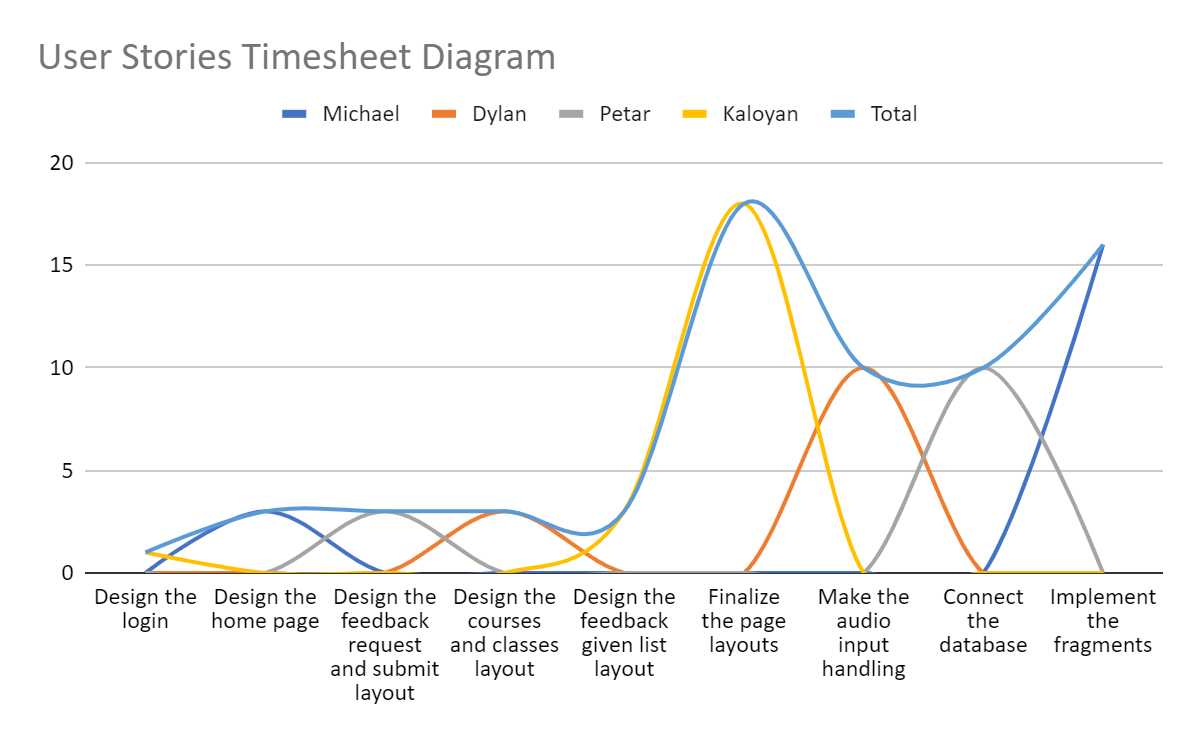 User Stories Timesheet Diagram
Michael Dylan Petar Kaloyan Total
20
15
10
5
0
Design the
login
Design the
home page
Design the
feedback
request
and submit
layout
Design the
courses
and classes
layout
Design the
feedback
given list
layout
Finalize
the page
layouts
Make the
audio
input
handling
Connect
the
database
Implement
the
fragments